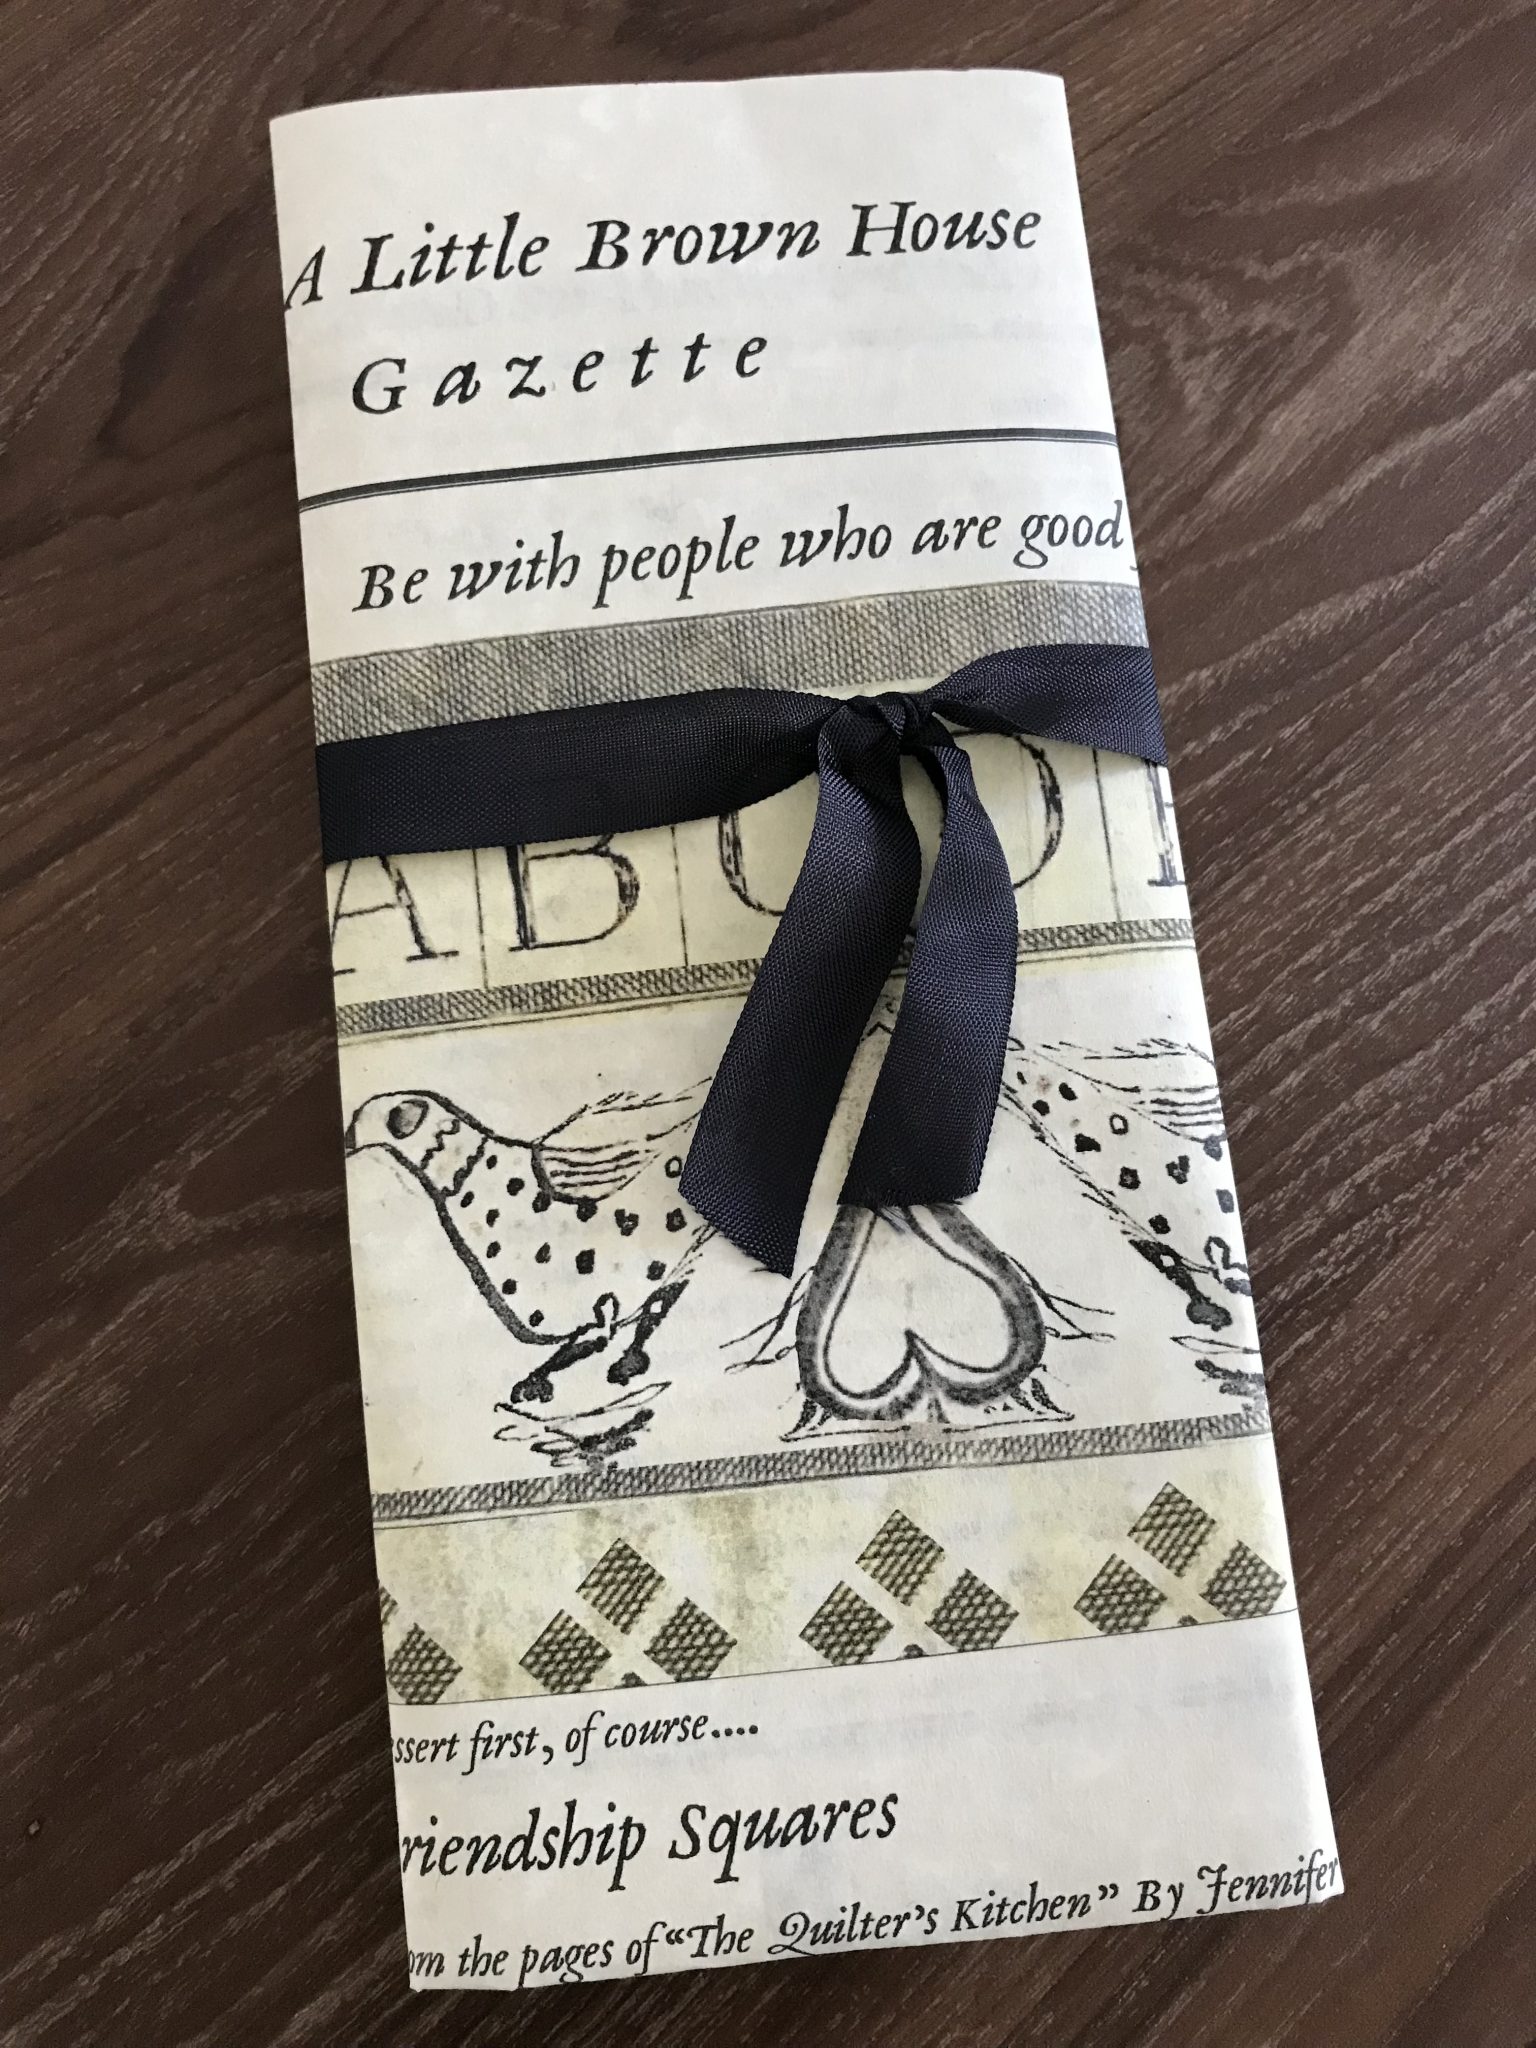 A Little Brown House
Gazette
Be with people who are good
A B C D E
ssert first, of course....
riendship Squares
om the pages of "The Quilter's Kitchen" By Jennifer